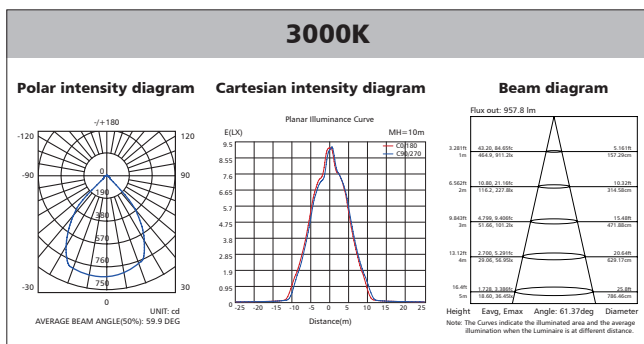 3000K
Polar intensity diagram
Cartesian intensity diagram
Beam diagram
-/+180
-120
120
-90
90
0
190
380
570
760
750
-30
30
0
UNIT: cd
AVERAGE BEAM ANGLE(50%): 59.9 DEG
Planar Illuminance Curve
E(LX)
MH=10m
C0/180
C90/270
9.5
8.55
7.6
6.65
5.7
4.75
3.8
2.85
1.9
0.95
0
-25 -20 -15 -10 -5 0 5 10 15 20 25
Distance(m)
Flux out: 957.8 lm
3.281ft 43.20, 84.65fc 5.161ft
1m 464.9, 911.2lx 157.29cm
6.562ft 10.80, 21.16fc 10.32ft
2m 116.2, 227.8lx 314.58cm
9.843ft 4.799, 9.406fc 15.48ft
3m 51.66, 101.2lx 471.88cm
13.12ft 2.700, 5.291fc 20.64ft
4m 29.06, 56.95lx 629.17cm
16.4ft 1.728, 3.386fc 25.8ft
5m 18.60, 36.45lx 786.46cm
Height Eavg, Emax Angle: 61.37deg Diameter
Note: The Curves indicate the illuminated area and the average
illumination when the Luminaire is at different distance.